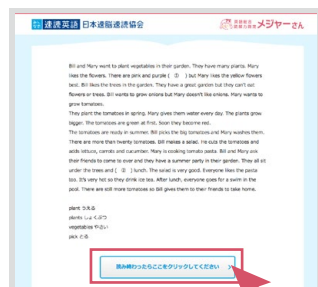 速読英語 日本速脳速読協会
メジャーさん
Bill and Mary want to plant vegetables in their garden. They have many plants. Mary
likes the flowers. There are pink and purple ( ① ) but Mary likes the yellow flowers
best. Bill likes the trees in the garden. They have a great garden but they can't eat
flowers or trees. Bill wants to grow onions but Mary doesn't like onions. Mary wants to
grow tomatoes.
They plant the tomatoes in spring. Mary gives them water every day. The plants grow
bigger. The tomatoes are green at first. Soon they become red.
The tomatoes are ready in summer. Bill picks the big tomatoes and Mary washes them.
There are more than twenty tomatoes. Bill makes a salad. He cuts the tomatoes and
adds lettuce, carrots and cucumber. Mary is cooking tomato pasta. Bill and Mary ask
their friends to come to over and they have a summer party in their garden. They all sit
under the trees and ( ② ) lunch. The salad is very good. Everyone likes the pasta
too. It's very hot so they drink ice tea. After lunch, everyone goes for a swim in the
pool. There are still more tomatoes so Bill gives them to their friends to take home.
plant うえる
plants しょくぶつ
vegetables やさい
pick とる
読み終わったらここをクリックしてください